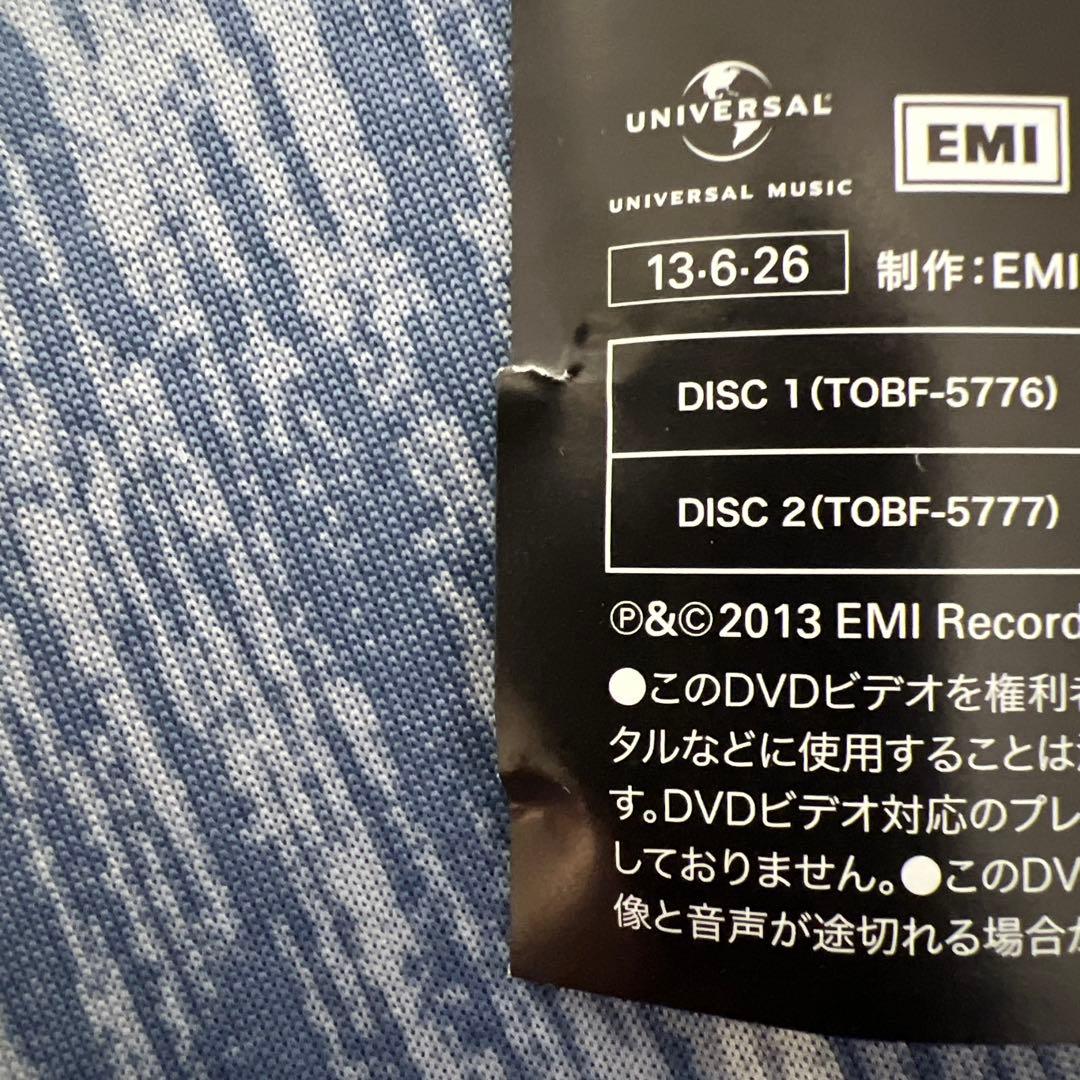 UNIVERSAL
UNIVERSAL MUSIC
EMI
13·6·26 制作:EMI
DISC 1(TOBF-5776)
DISC 2(TOBF-5777)
℗&©2013 EMI Record
●このDVDビデオを権利
タルなどに使用することは
す。DVDビデオ対応のプレ
しておりません。●このDV
像と音声が途切れる場合